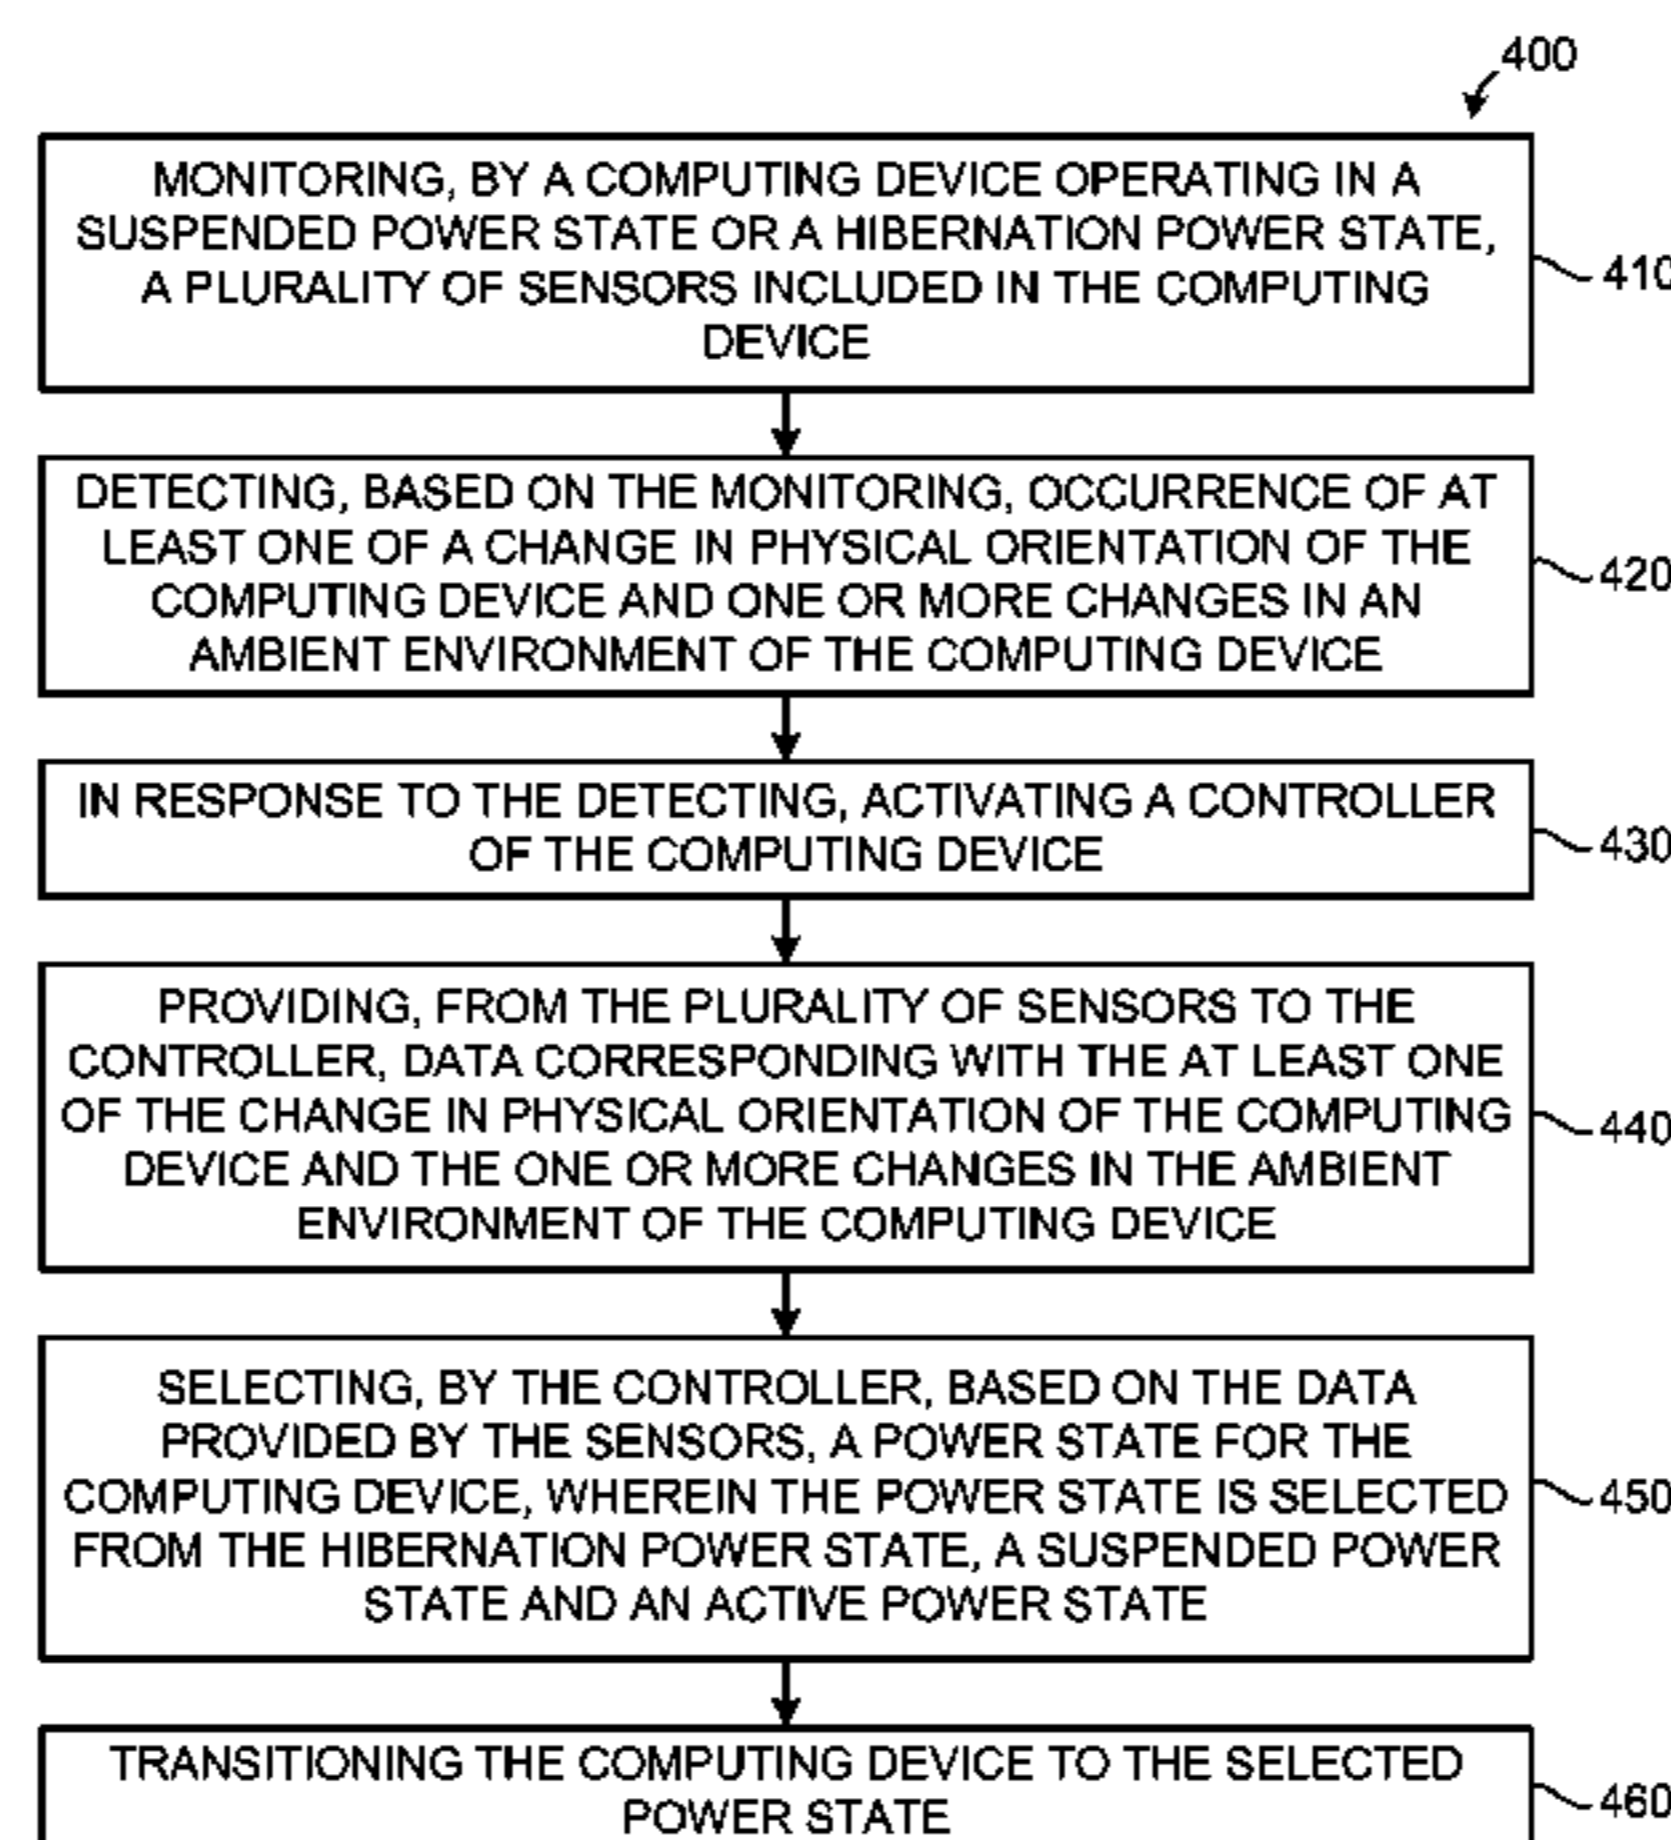 400
MONITORING, BY A COMPUTING DEVICE OPERATING IN A
SUSPENDED POWER STATE OR A HIBERNATION POWER STATE,
A PLURALITY OF SENSORS INCLUDED IN THE COMPUTING
DEVICE
410
DETECTING, BASED ON THE MONITORING, OCCURRENCE OF AT
LEAST ONE OF A CHANGE IN PHYSICAL ORIENTATION OF THE
COMPUTING DEVICE AND ONE OR MORE CHANGES IN AN
AMBIENT ENVIRONMENT OF THE COMPUTING DEVICE
420
IN RESPONSE TO THE DETECTING, ACTIVATING A CONTROLLER
OF THE COMPUTING DEVICE
430
PROVIDING, FROM THE PLURALITY OF SENSORS TO THE
CONTROLLER, DATA CORRESPONDING WITH THE AT LEAST ONE
OF THE CHANGE IN PHYSICAL ORIENTATION OF THE COMPUTING
DEVICE AND THE ONE OR MORE CHANGES IN THE AMBIENT
ENVIRONMENT OF THE COMPUTING DEVICE
440
SELECTING, BY THE CONTROLLER, BASED ON THE DATA
PROVIDED BY THE SENSORS, A POWER STATE FOR THE
COMPUTING DEVICE, WHEREIN THE POWER STATE IS SELECTED
FROM THE HIBERNATION POWER STATE, A SUSPENDED POWER
STATE AND AN ACTIVE POWER STATE
450
TRANSITIONING THE COMPUTING DEVICE TO THE SELECTED
POWER STATE
460